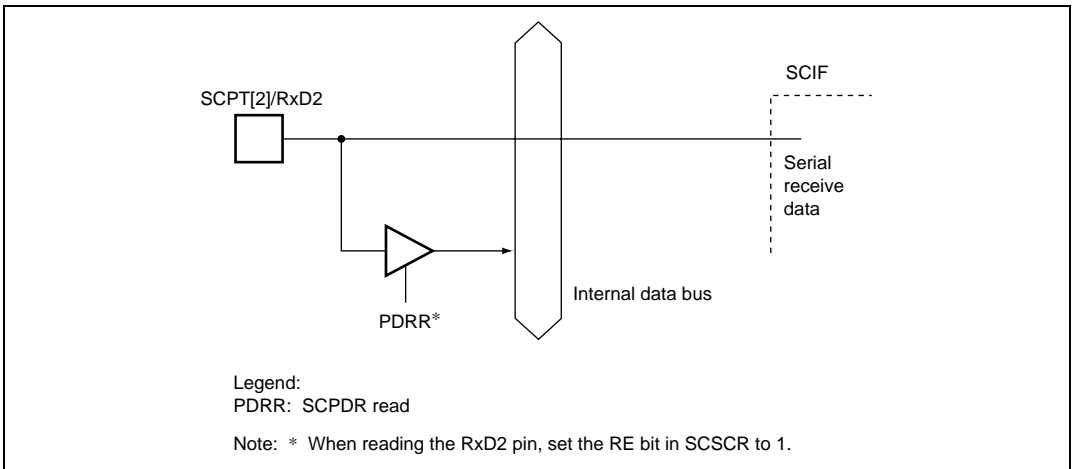 SCPT[2]/RxD2
SCIF
Serial
receive
data
PDRR*
Internal data bus
Legend:
PDRR: SCPDR read
Note: * When reading the RxD2 pin, set the RE bit in SCSCR to 1.